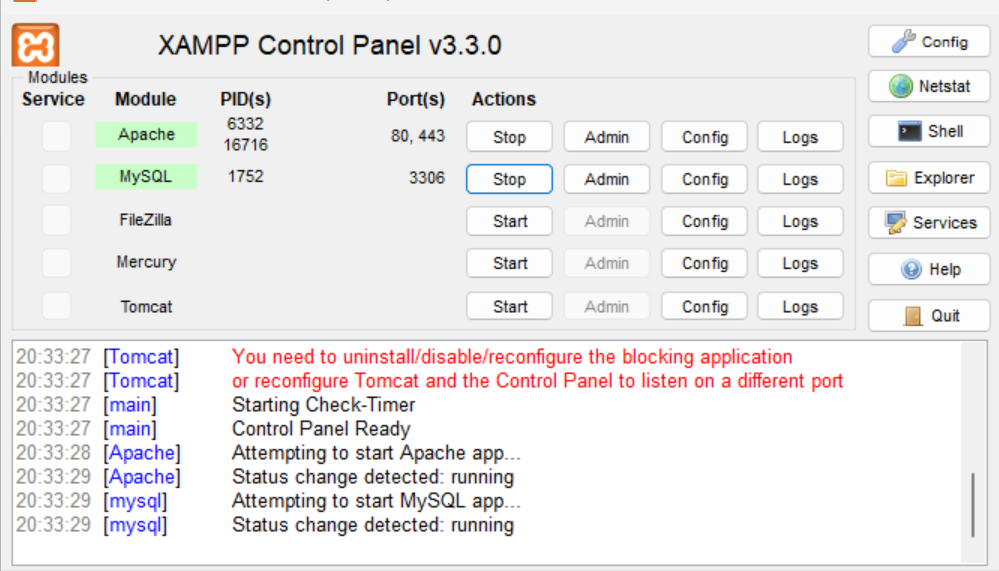 XAMPP Control Panel v3.3.0
Modules
Service Module PID(s) Port(s) Actions
Apache 6332 16716 80, 443 Stop Admin Config Logs
MySQL 1752 3306 Stop Admin Config Logs
FileZilla Start Admin Config Logs
Mercury Start Admin Config Logs
Tomcat Start Admin Config Logs
Config
Netstat
Shell
Explorer
Services
Help
Quit
20:33:27 [Tomcat] You need to uninstall/disable/reconfigure the blocking application
20:33:27 [Tomcat] or reconfigure Tomcat and the Control Panel to listen on a different port
20:33:27 [main] Starting Check-Timer
20:33:27 [main] Control Panel Ready
20:33:28 [Apache] Attempting to start Apache app...
20:33:29 [Apache] Status change detected: running
20:33:29 [mysql] Attempting to start MySQL app...
20:33:29 [mysql] Status change detected: running